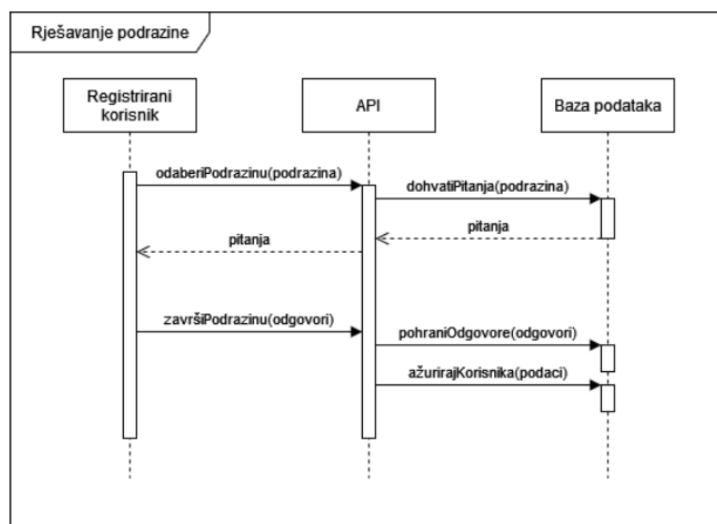 Rješavanje podrazine
Registrirani
korisnik
API
Baza podataka
odaberiPodrazinu(podrazina)
dohvatiPitanja(podrazina)
pitanja
pitanja
završiPodrazinu(odgovori)
pohraniOdgovore(odgovori)
ažurirajKorisnika(podaci)